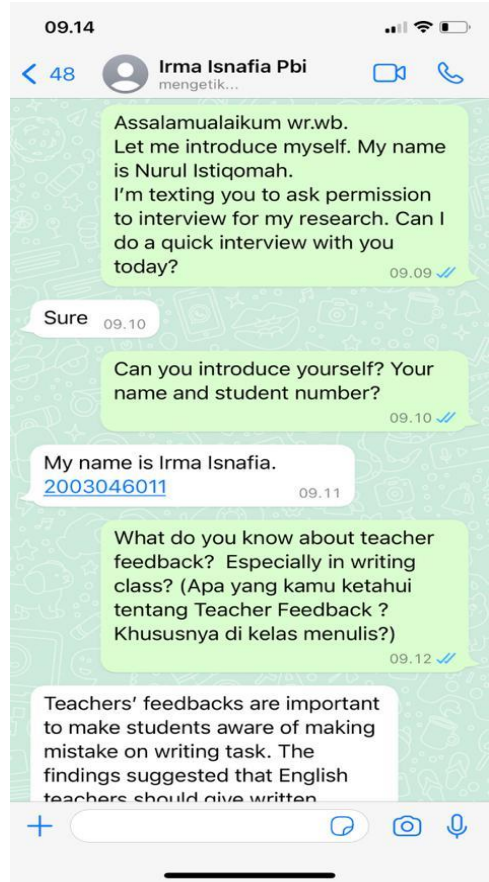 09.14
48
Irma Isnafia Pbi
mengetik...
Assalamualaikum wr.wb.
Let me introduce myself. My name
is Nurul Istiqomah.
I'm texting you to ask permission
to interview for my research. Can I
do a quick interview with you
today?
09.09
Sure 09.10
Can you introduce yourself? Your
name and student number?
09.10
My name is Irma Isnafia.
2003046011
09.11
What do you know about teacher
feedback?  Especially in writing
class? (Apa yang kamu ketahui
tentang Teacher Feedback ?
Khususnya di kelas menulis?)
09.12
Teachers' feedbacks are important
to make students aware of making
mistake on writing task. The
findings suggested that English
teachers should give written